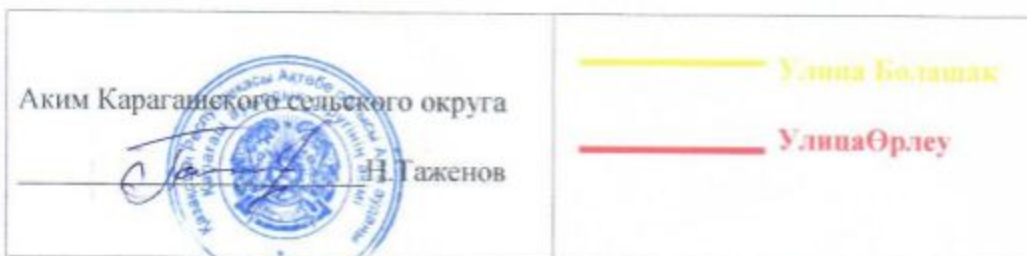 Аким Карагашского сельского округа
Н.Таженов
Улица Болашак
УлицаӨрлеу